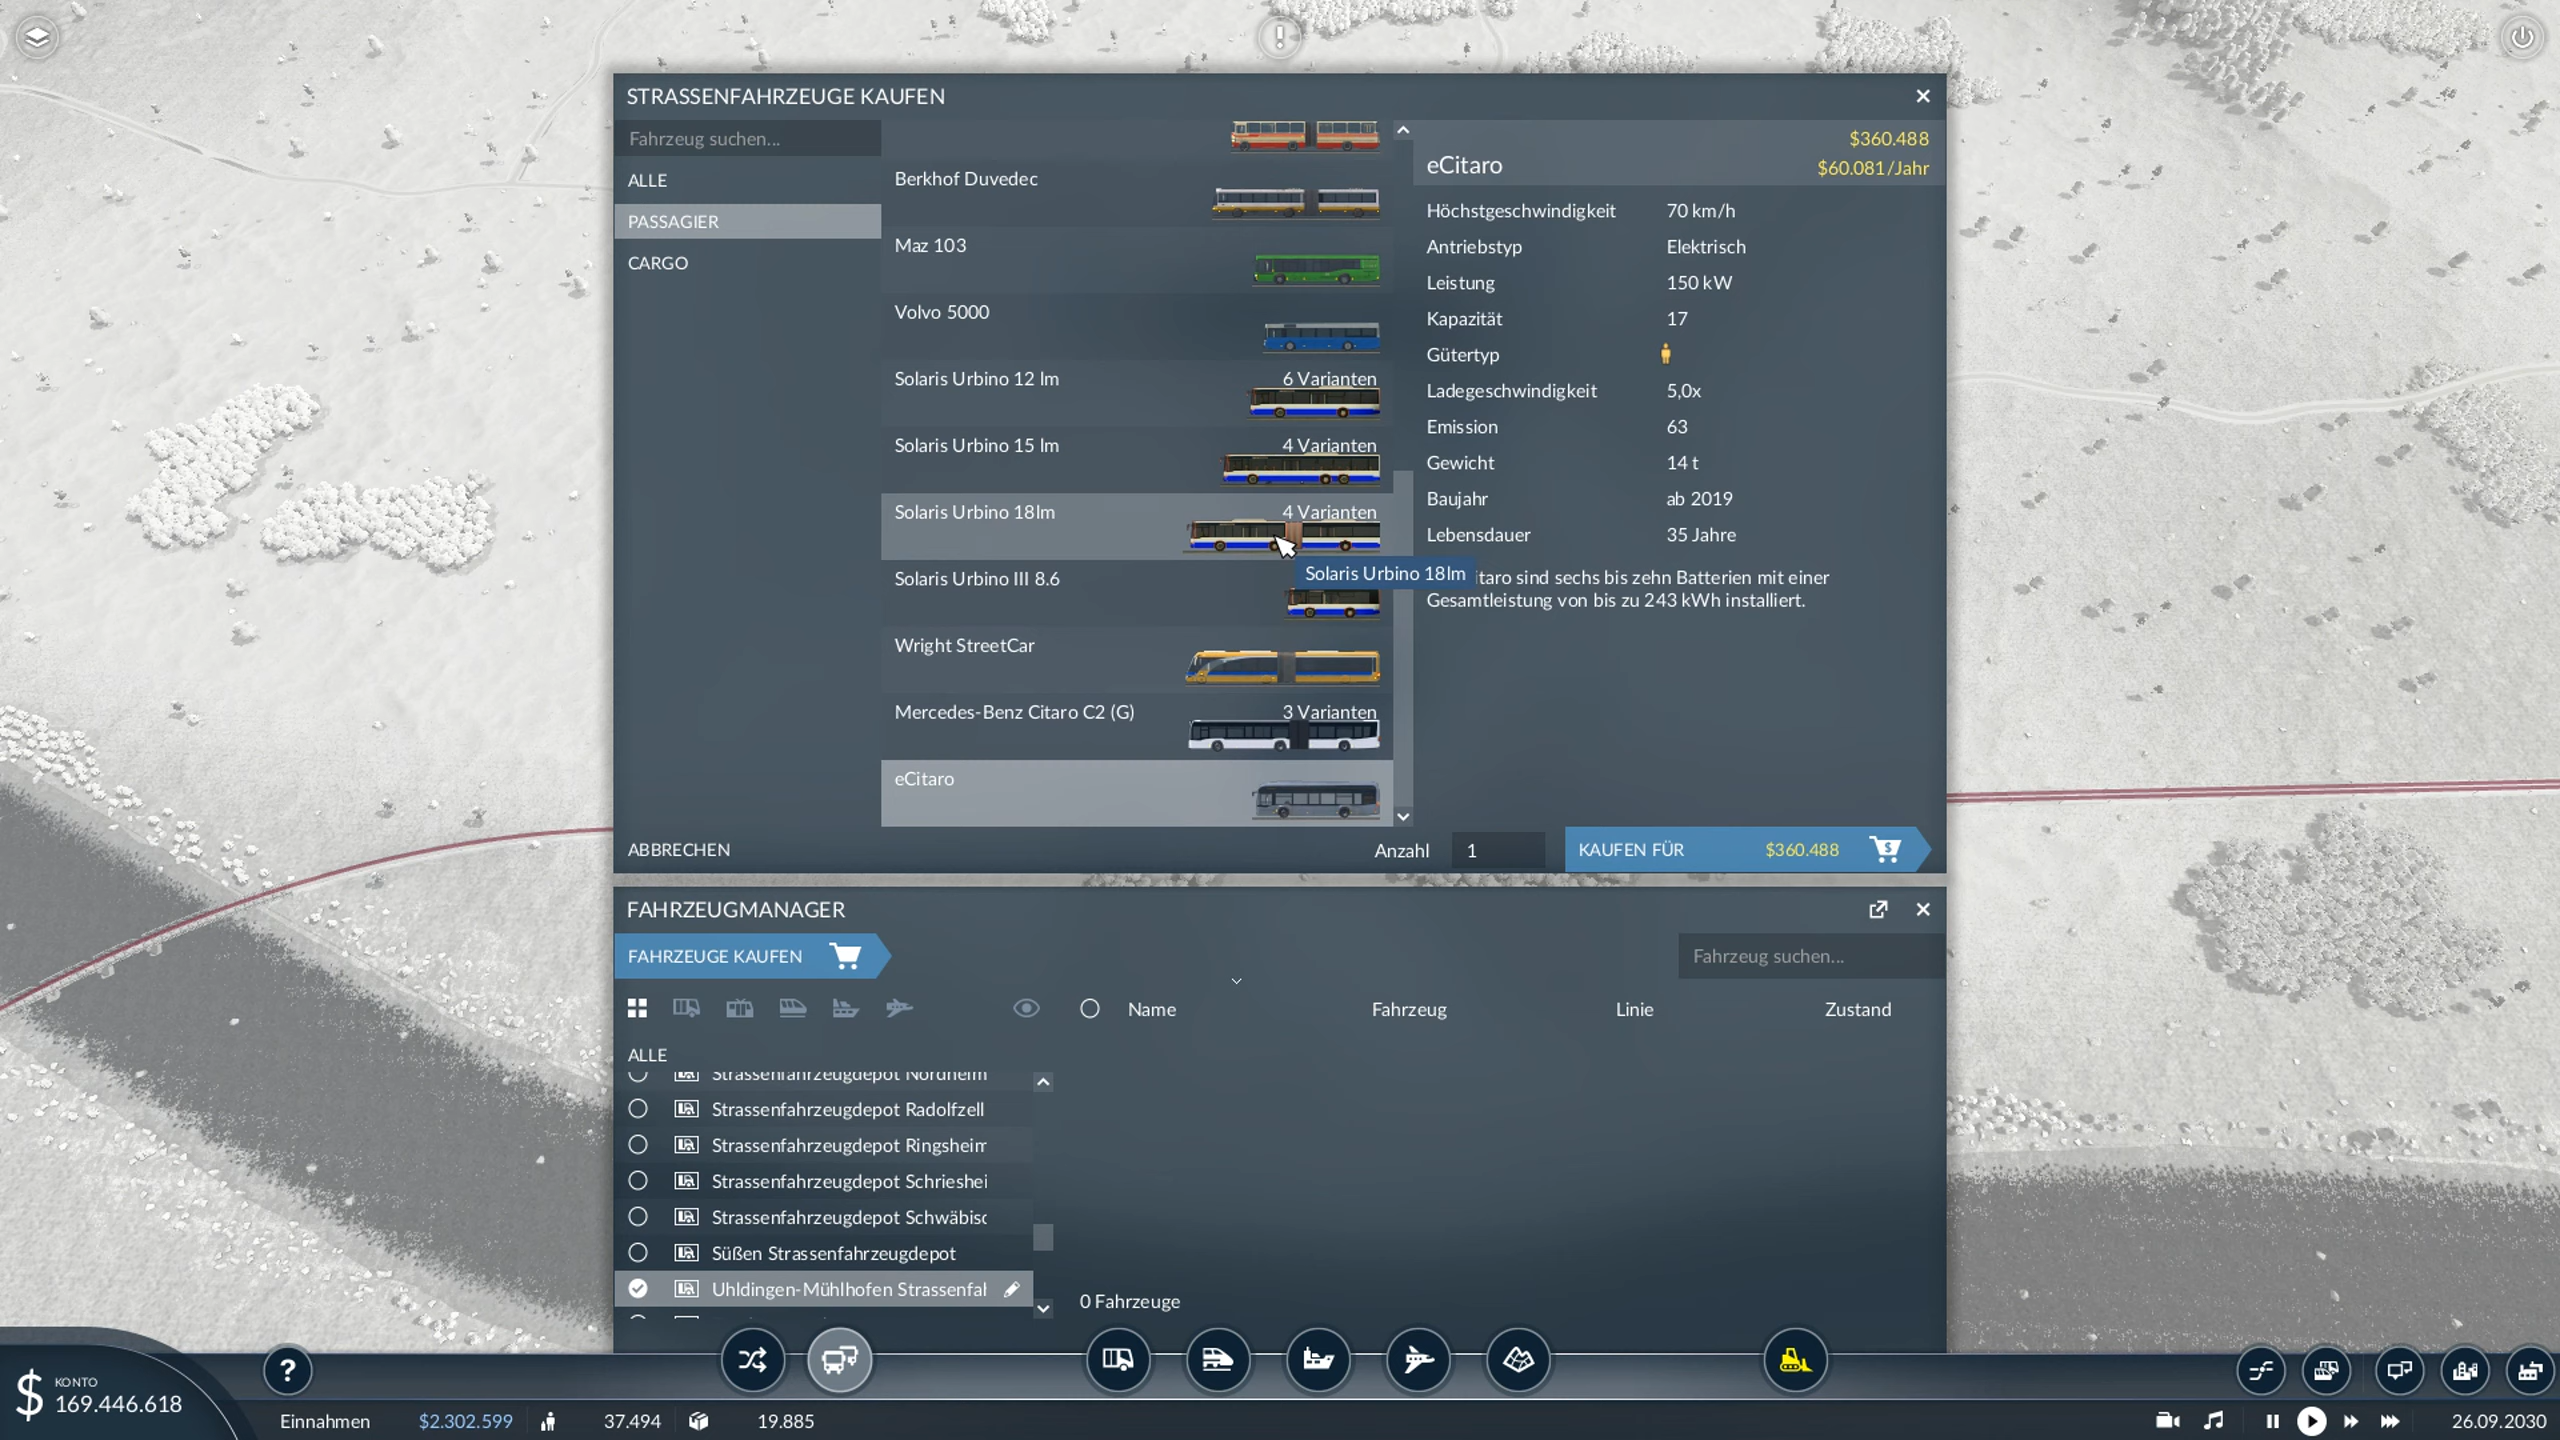 STRASSENFAHRZEUGE KAUFEN
Fahrzeug suchen...
ALLE
PASSAGIER
CARGO
Berkhof Duvedec
Maz 103
Volvo 5000
Solaris Urbino 12 lm
6 Varianten
Solaris Urbino 15 lm
4 Varianten
Solaris Urbino 18lm
4 Varianten
Solaris Urbino III 8.6
Wright StreetCar
Mercedes-Benz Citaro C2 (G)
3 Varianten
eCitaro
$360.488
eCitaro
$60.081/Jahr
Höchstgeschwindigkeit 70 km/h
Antriebstyp Elektrisch
Leistung 150 kW
Kapazität 17
Gütertyp
Ladegeschwindigkeit 5,0x
Emission 63
Gewicht 14 t
Baujahr ab 2019
Lebensdauer 35 Jahre
Solaris Urbino 18lm
itaro sind sechs bis zehn Batterien mit einer
Gesamtleistung von bis zu 243 kWh installiert.
ABBRECHEN
Anzahl 1
KAUFEN FÜR $360.488
FAHRZEUGMANAGER
FAHRZEUGE KAUFEN
Fahrzeug suchen...
Name Fahrzeug Linie Zustand
ALLE
Strassenfahrzeugdepot Nordheim
Strassenfahrzeugdepot Radolfzell
Strassenfahrzeugdepot Ringsheim
Strassenfahrzeugdepot Schrieshei
Strassenfahrzeugdepot Schwäbisc
Süßen Strassenfahrzeugdepot
Uhldingen-Mühlhofen Strassenfah
0 Fahrzeuge
KONTO
$ 169.446.618
?
Einnahmen $2.302.599 37.494 19.885
26.09.2030